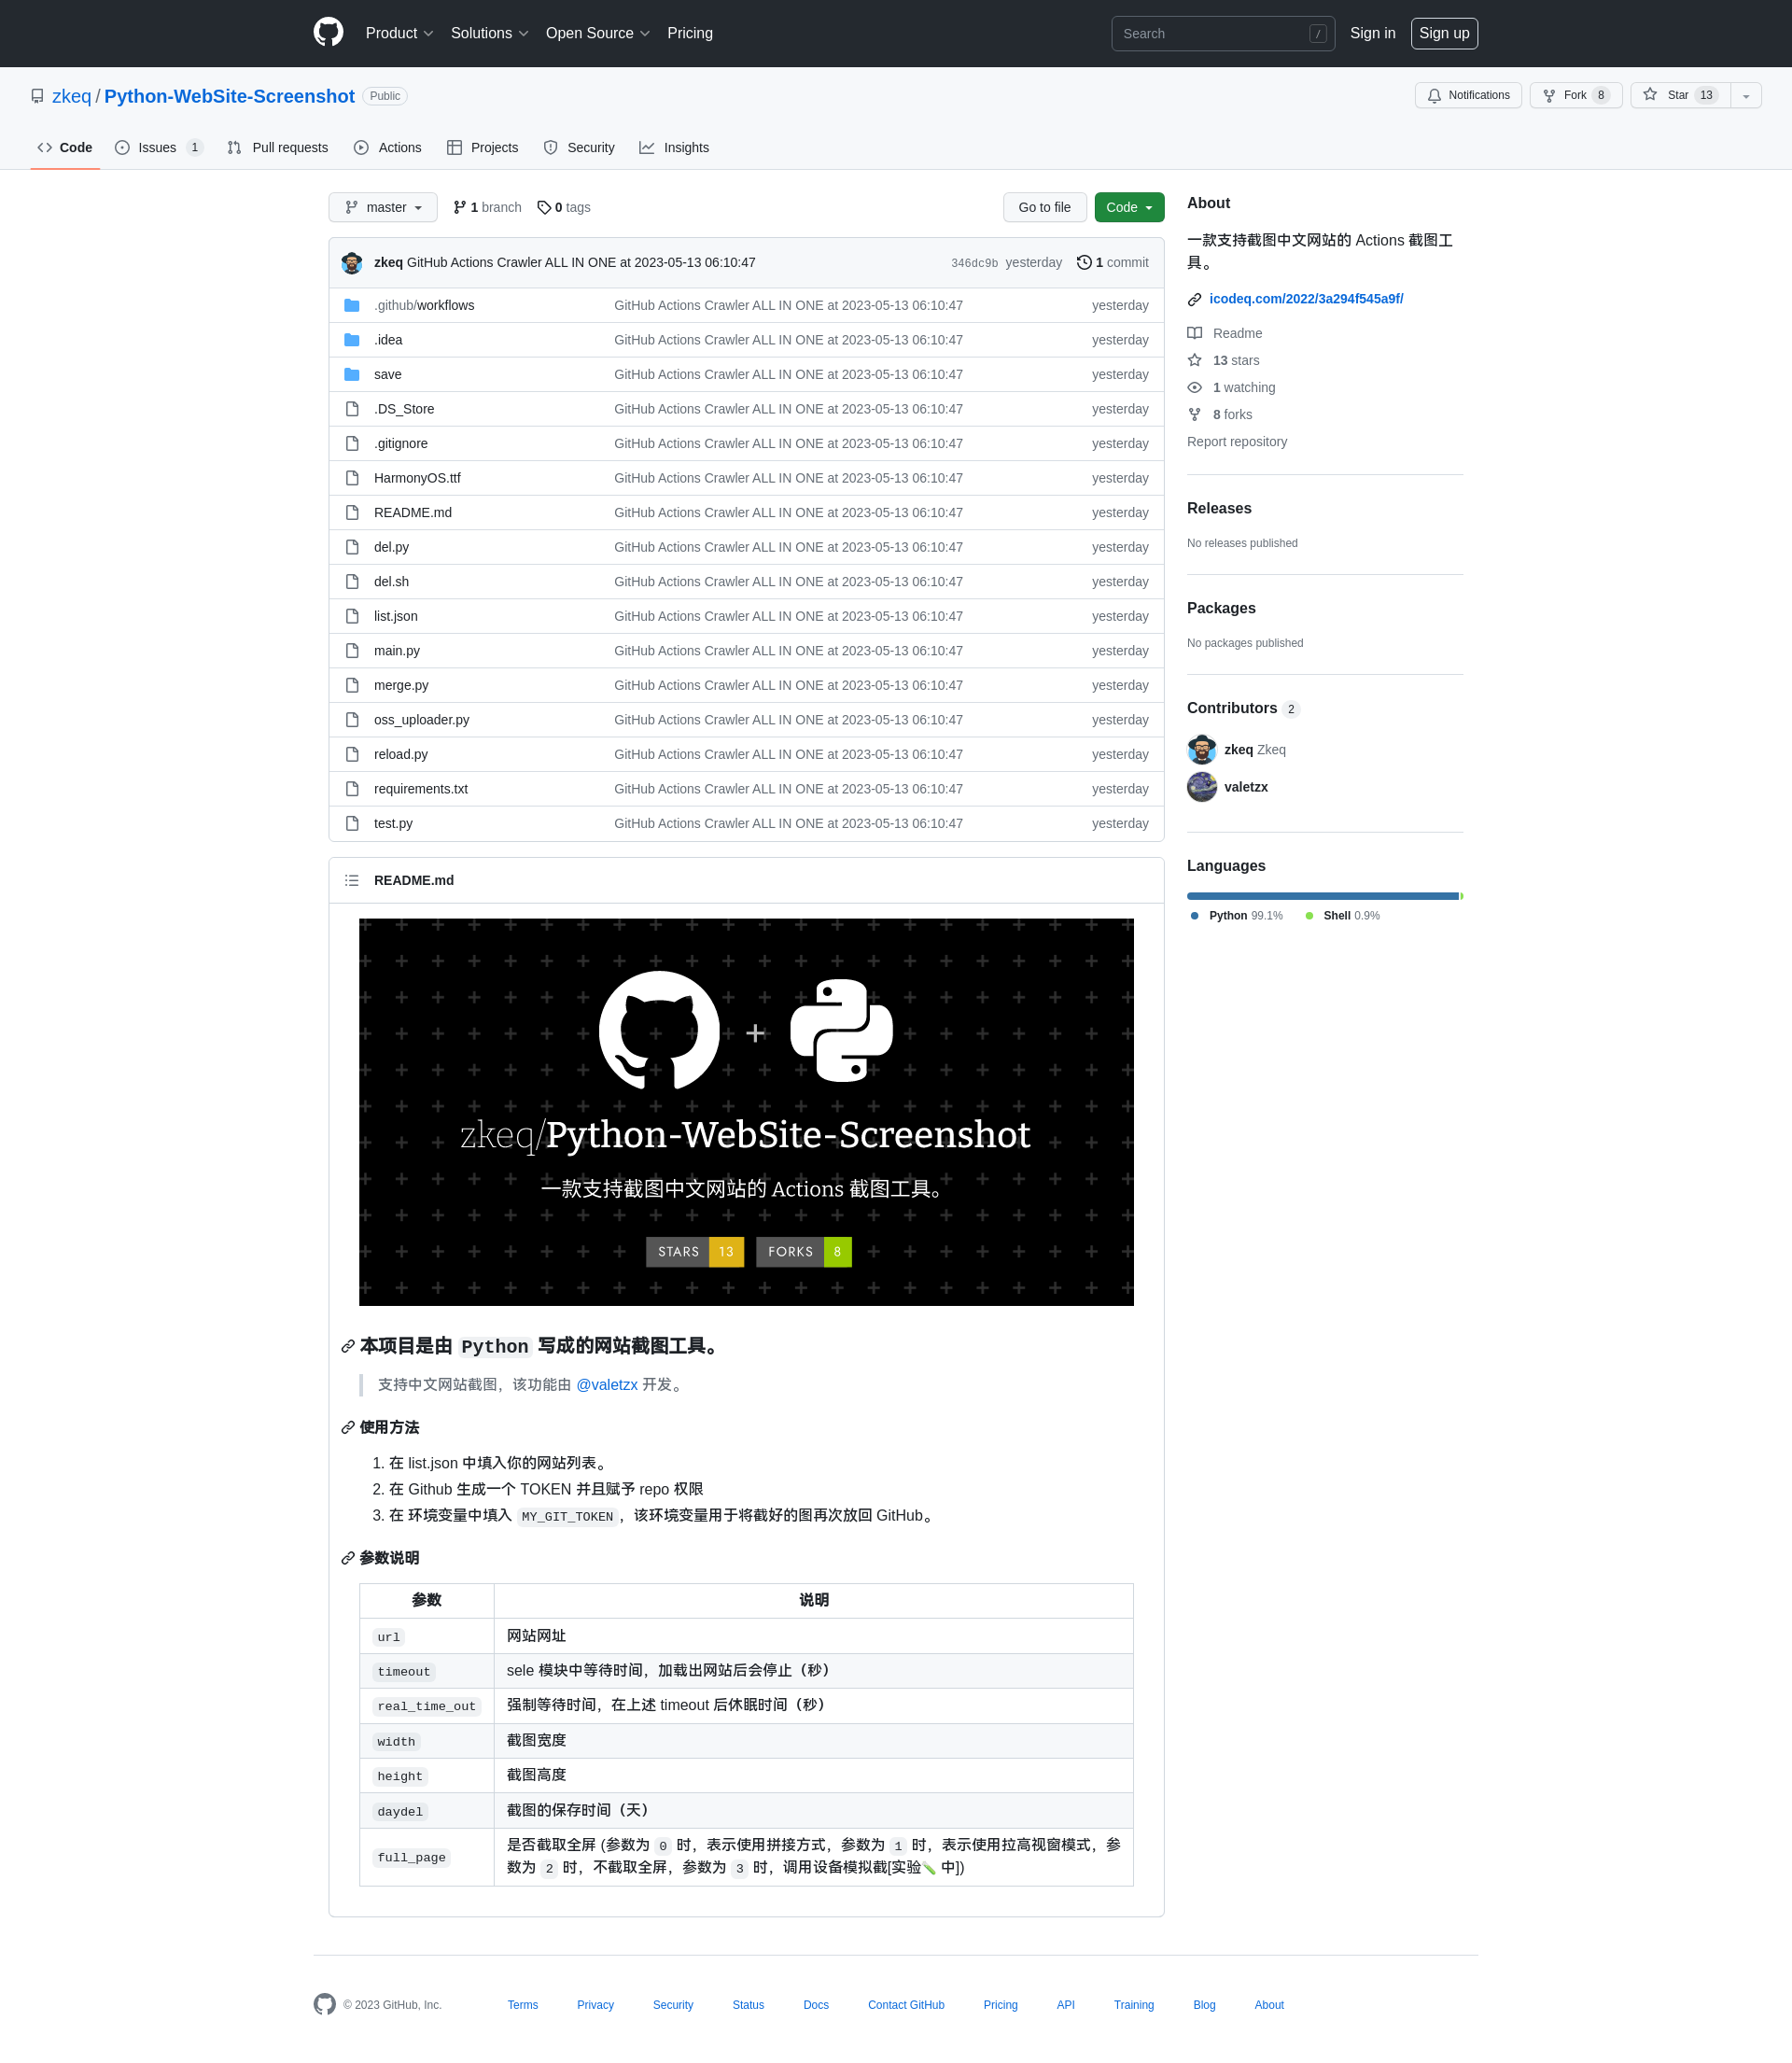 Product Solutions Open Source Pricing Search / Sign in Sign up
zkeq / Python-WebSite-Screenshot Public Notifications Fork 8 Star 13
Code Issues 1 Pull requests Actions Projects Security Insights
master 1 branch 0 tags Go to file Code
zkeq GitHub Actions Crawler ALL IN ONE at 2023-05-13 06:10:47 346dc9b yesterday 1 commit
.github/workflows GitHub Actions Crawler ALL IN ONE at 2023-05-13 06:10:47 yesterday
.idea GitHub Actions Crawler ALL IN ONE at 2023-05-13 06:10:47 yesterday
save GitHub Actions Crawler ALL IN ONE at 2023-05-13 06:10:47 yesterday
.DS_Store GitHub Actions Crawler ALL IN ONE at 2023-05-13 06:10:47 yesterday
.gitignore GitHub Actions Crawler ALL IN ONE at 2023-05-13 06:10:47 yesterday
HarmonyOS.ttf GitHub Actions Crawler ALL IN ONE at 2023-05-13 06:10:47 yesterday
README.md GitHub Actions Crawler ALL IN ONE at 2023-05-13 06:10:47 yesterday
del.py GitHub Actions Crawler ALL IN ONE at 2023-05-13 06:10:47 yesterday
del.sh GitHub Actions Crawler ALL IN ONE at 2023-05-13 06:10:47 yesterday
list.json GitHub Actions Crawler ALL IN ONE at 2023-05-13 06:10:47 yesterday
main.py GitHub Actions Crawler ALL IN ONE at 2023-05-13 06:10:47 yesterday
merge.py GitHub Actions Crawler ALL IN ONE at 2023-05-13 06:10:47 yesterday
oss_uploader.py GitHub Actions Crawler ALL IN ONE at 2023-05-13 06:10:47 yesterday
reload.py GitHub Actions Crawler ALL IN ONE at 2023-05-13 06:10:47 yesterday
requirements.txt GitHub Actions Crawler ALL IN ONE at 2023-05-13 06:10:47 yesterday
test.py GitHub Actions Crawler ALL IN ONE at 2023-05-13 06:10:47 yesterday
README.md
+
zkeq/Python-WebSite-Screenshot
一款支持截图中文网站的 Actions 截图工具。
STARS 13 FORKS 8
本项目是由 Python 写成的网站截图工具。
支持中文网站截图，该功能由 @valetzx 开发。
使用方法
1. 在 list.json 中填入你的网站列表。
2. 在 Github 生成一个 TOKEN 并且赋予 repo 权限
3. 在 环境变量中填入 MY_GIT_TOKEN，该环境变量用于将截好的图再次放回 GitHub。
参数说明
参数 说明
url 网站网址
timeout sele 模块中等待时间，加载出网站后会停止（秒）
real_time_out 强制等待时间，在上述 timeout 后休眠时间（秒）
width 截图宽度
height 截图高度
daydel 截图的保存时间（天）
full_page 是否截取全屏 (参数为 0 时，表示使用拼接方式，参数为 1 时，表示使用拉高视窗模式，参
数为 2 时，不截取全屏，参数为 3 时，调用设备模拟截[实验🧪 中])
About
一款支持截图中文网站的 Actions 截图工
具。
icodeq.com/2022/3a294f545a9f/
Readme
13 stars
1 watching
8 forks
Report repository
Releases
No releases published
Packages
No packages published
Contributors 2
zkeq Zkeq
valetzx
Languages
Python 99.1% Shell 0.9%
© 2023 GitHub, Inc. Terms Privacy Security Status Docs Contact GitHub Pricing API Training Blog About